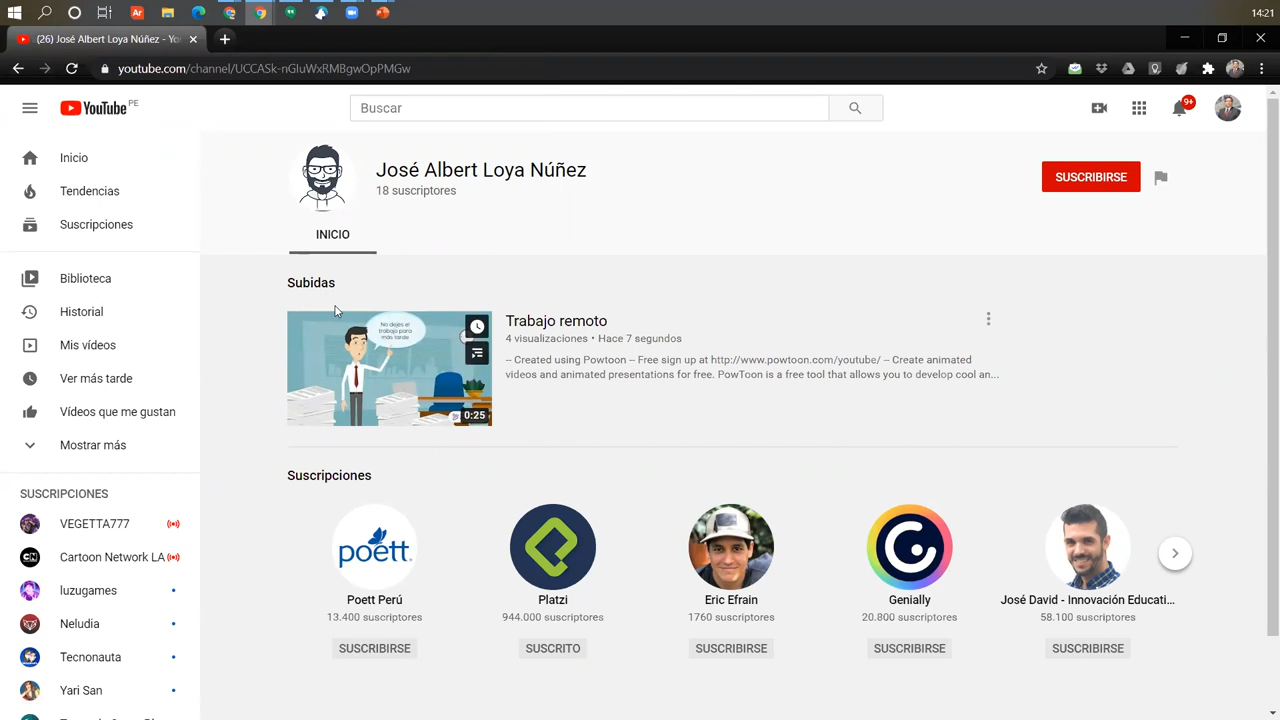 14:21
(26) José Albert Loya Núñez - Yo
youtube.com/channel/UCCASk-nGIuWxRMBgwOpPMGw
YouTube PE
Buscar
9+
Inicio
Tendencias
Suscripciones
Biblioteca
Historial
Mis vídeos
Ver más tarde
Vídeos que me gustan
Mostrar más
SUSCRIPCIONES
VEGETTA777
Cartoon Network LA
luzugames
Neludia
Tecnonauta
Yari San
José Albert Loya Núñez
18 suscriptores
SUSCRIBIRSE
INICIO
Subidas
No dejes el
trabajo para
más tarde
0:25
Trabajo remoto
4 visualizaciones • Hace 7 segundos
-- Created using Powtoon -- Free sign up at http://www.powtoon.com/youtube/ -- Create animated
videos and animated presentations for free. PowToon is a free tool that allows you to develop cool an...
Suscripciones
poett
Poett Perú
13.400 suscriptores
SUSCRIBIRSE
Platzi
944.000 suscriptores
SUSCRITO
Eric Efrain
1760 suscriptores
SUSCRIBIRSE
Genially
20.800 suscriptores
SUSCRIBIRSE
José David - Innovación Educati...
58.100 suscriptores
SUSCRIBIRSE